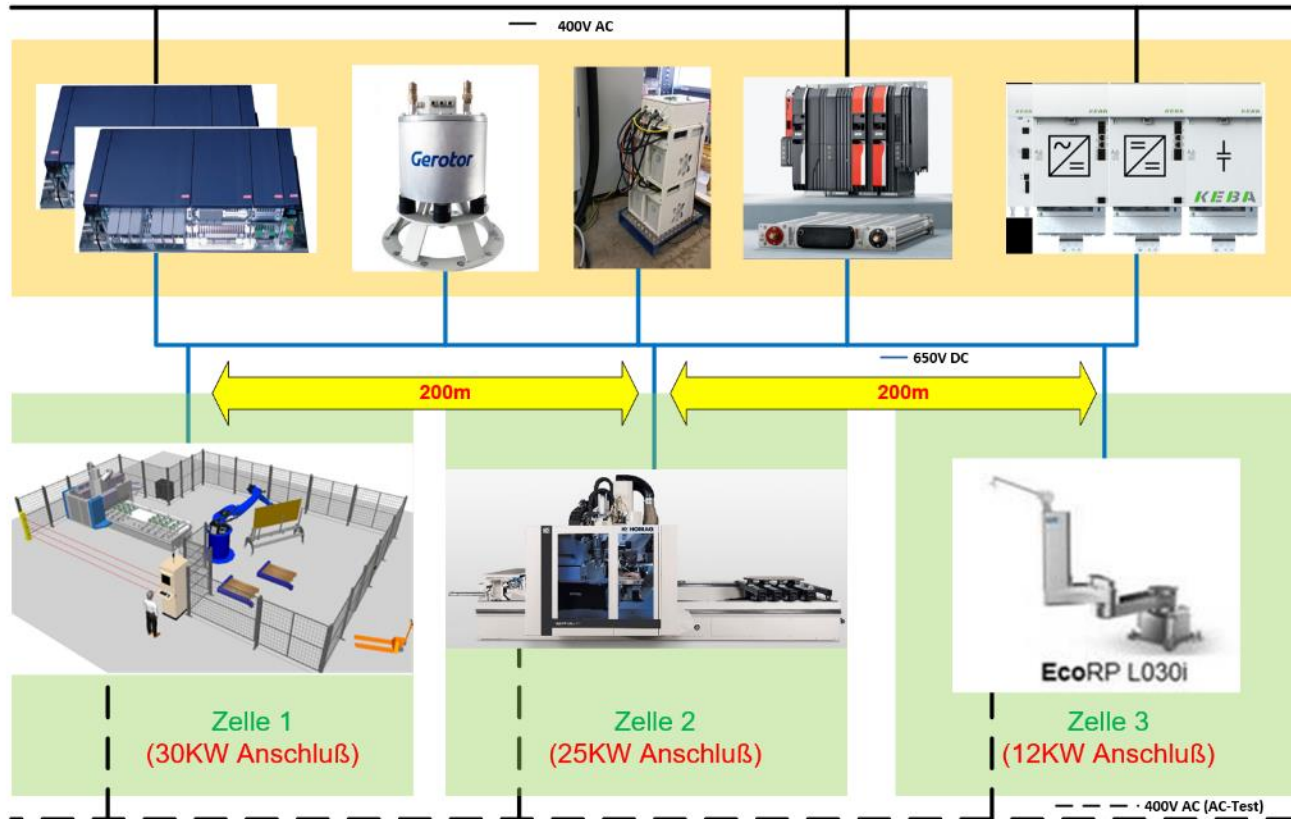 400V AC
Gerotor
KEBA
650V DC
200m
200m
HOMAG
EcoRP L030i
Zelle 1
(30KW Anschluß)
Zelle 2
(25KW Anschluß)
Zelle 3
(12KW Anschluß)
400V AC (AC-Test)